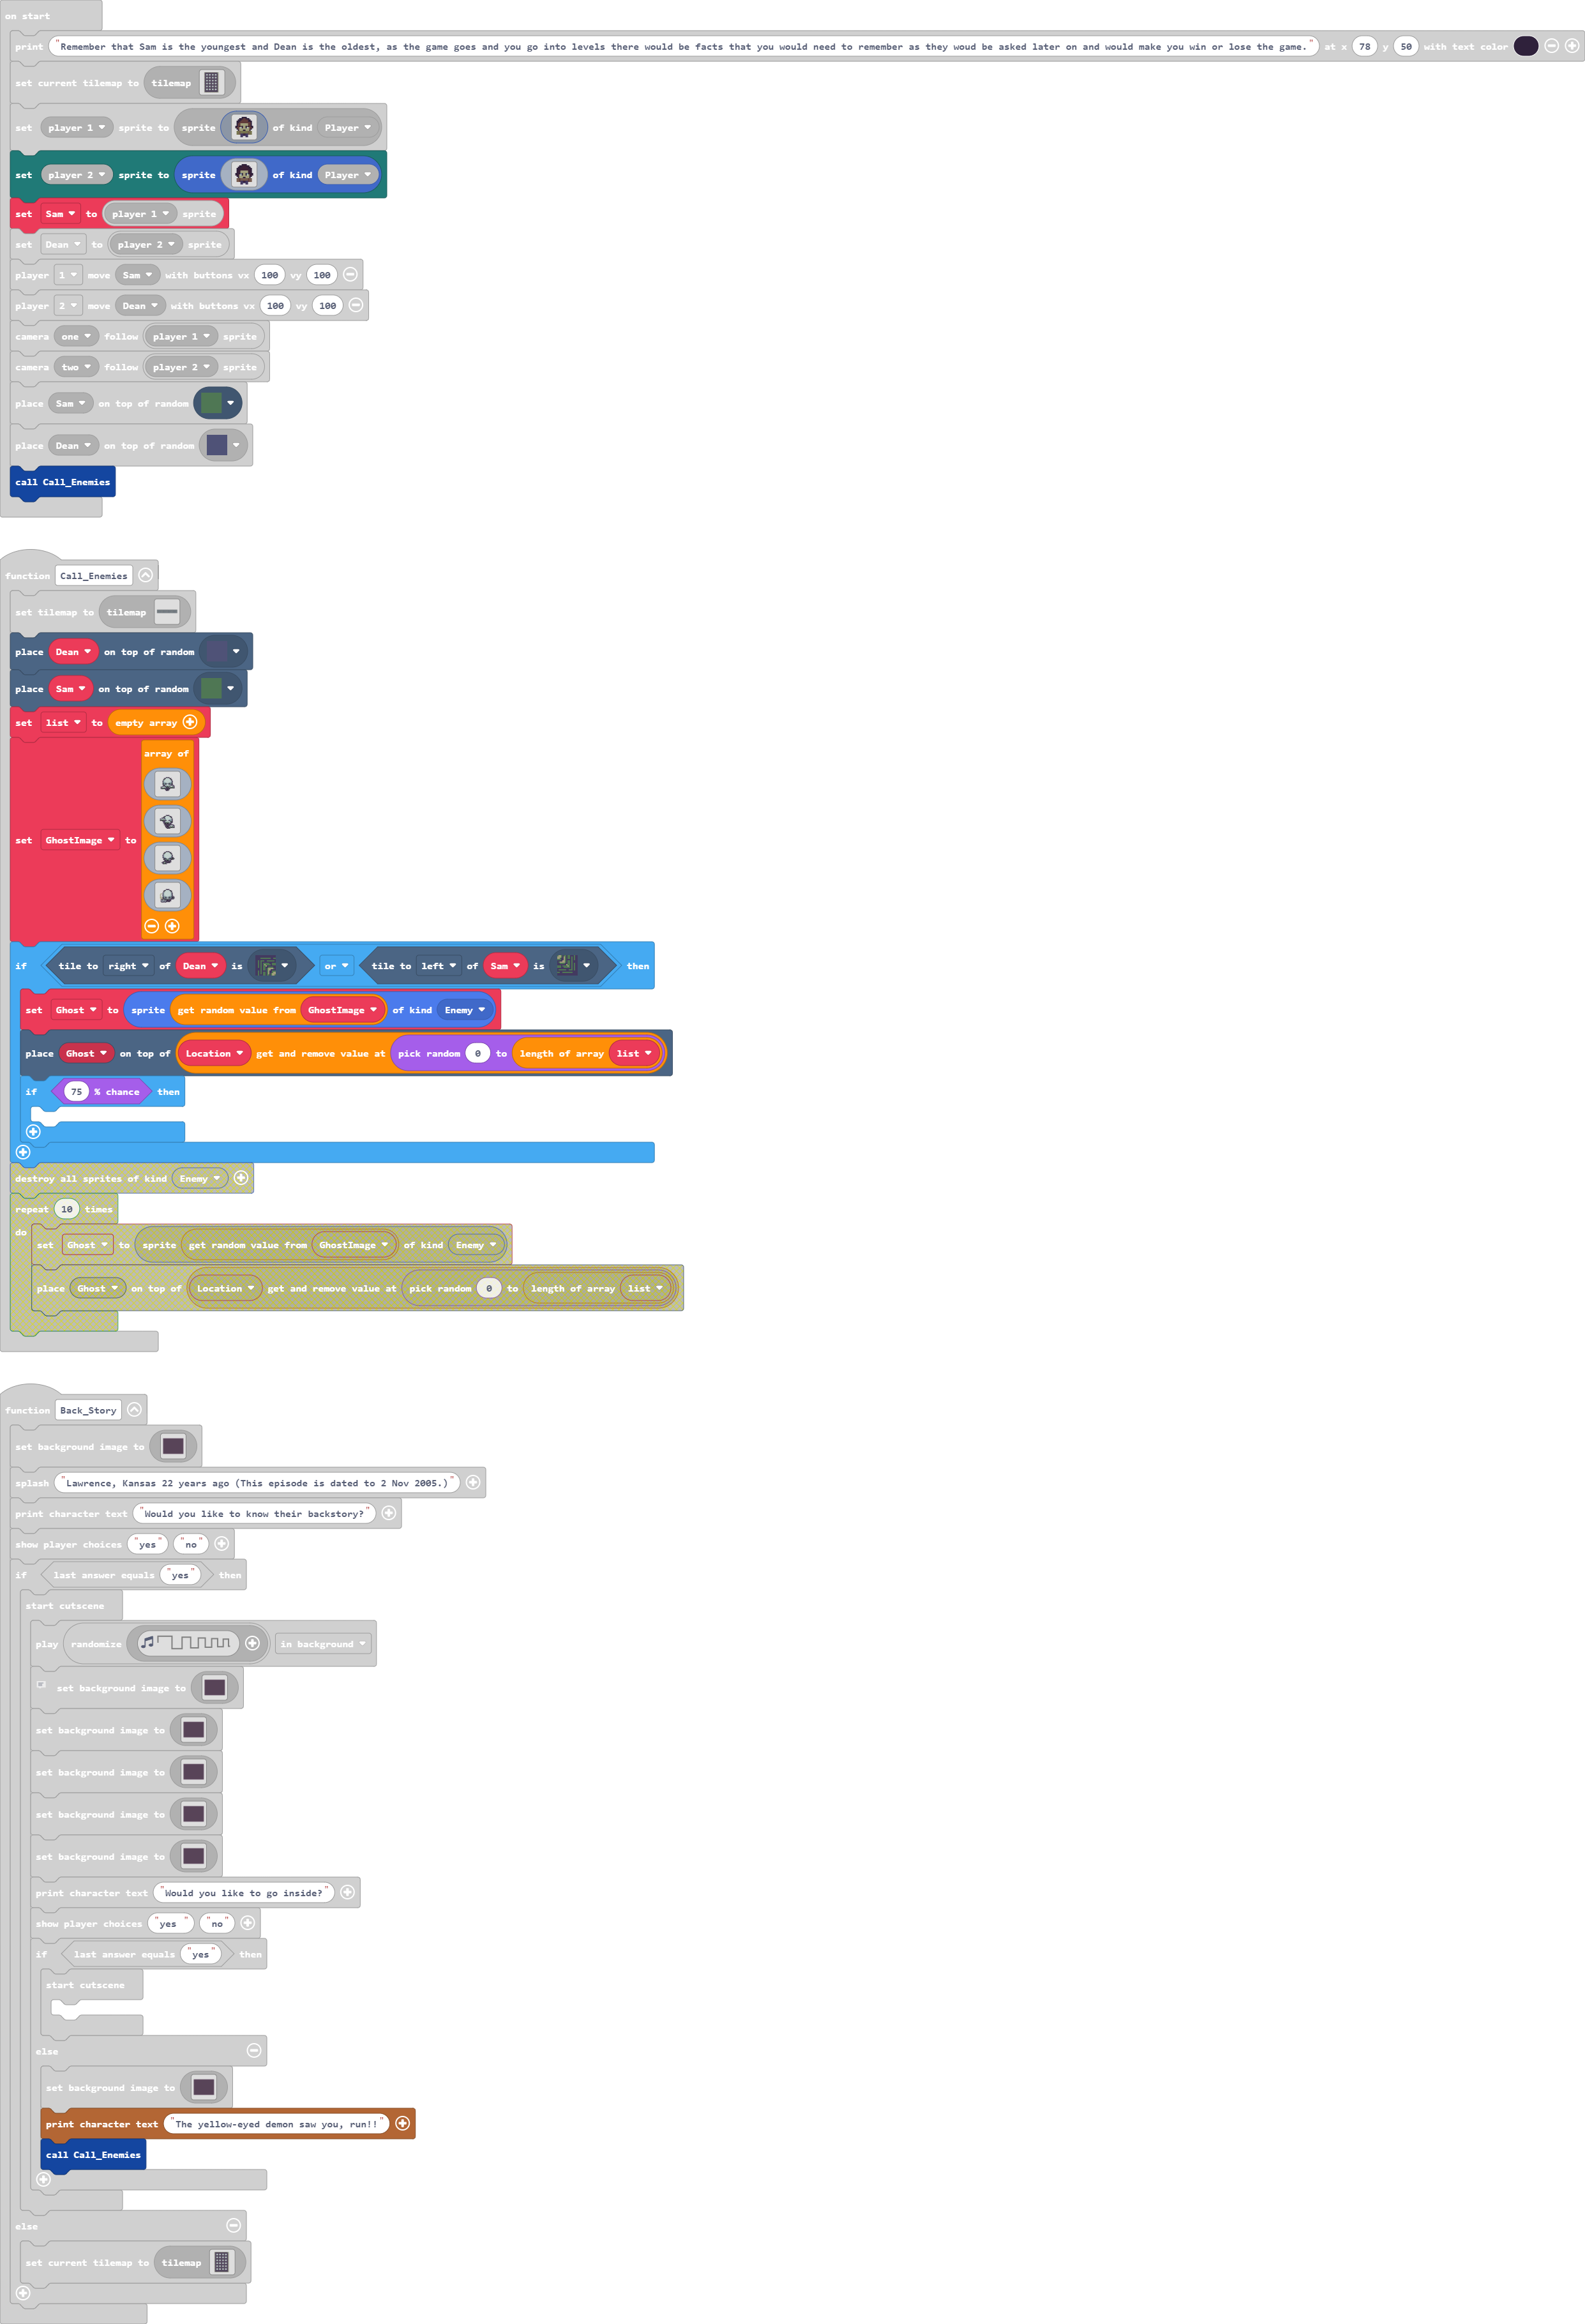 on start
print "Remember that Sam is the youngest and Dean is the oldest, as the game goes and you go into levels there would be facts that you would need to remember as they woud be asked later on and would make you win or lose the game." at x 78 y 50 with text color
set current tilemap to tilemap
set player 1 sprite to sprite of kind Player
set player 2 sprite to sprite of kind Player
set Sam to player 1 sprite
set Dean to player 2 sprite
player 1 move Sam with buttons vx 100 vy 100
player 2 move Dean with buttons vx 100 vy 100
camera one follow player 1 sprite
camera two follow player 2 sprite
place Sam on top of random
place Dean on top of random
call Call_Enemies
function Call_Enemies
set tilemap to tilemap
place Dean on top of random
place Sam on top of random
set list to empty array
array of
set GhostImage to
if tile to right of Dean is or tile to left of Sam is then
set Ghost to sprite get random value from GhostImage of kind Enemy
place Ghost on top of Location get and remove value at pick random 0 to length of array list
if 75 % chance then
destroy all sprites of kind Enemy
repeat 10 times
do
set Ghost to sprite get random value from GhostImage of kind Enemy
place Ghost on top of Location get and remove value at pick random 0 to length of array list
function Back_Story
set background image to
splash "Lawrence, Kansas 22 years ago (This episode is dated to 2 Nov 2005.)"
print character text "Would you like to know their backstory?"
show player choices "yes" "no"
if last answer equals "yes" then
start cutscene
play randomize in background
set background image to
set background image to
set background image to
set background image to
set background image to
print character text "Would you like to go inside?"
show player choices "yes " "no"
if last answer equals "yes" then
start cutscene
else
set background image to
print character text "The yellow-eyed demon saw you, run!!"
call Call_Enemies
else
set current tilemap to tilemap